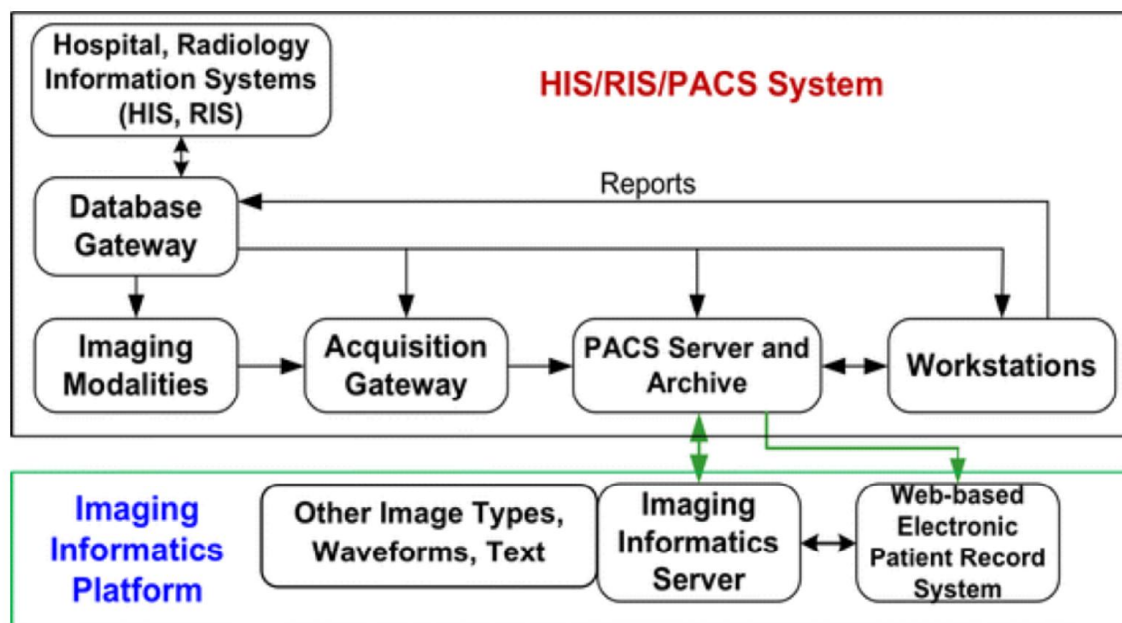 Hospital, Radiology
Information Systems
(HIS, RIS)
HIS/RIS/PACS System
Reports
Database
Gateway
Imaging
Modalities
Acquisition
Gateway
PACS Server and
Archive
Workstations
Imaging
Informatics
Platform
Other Image Types,
Waveforms, Text
Imaging
Informatics
Server
Web-based
Electronic
Patient Record
System